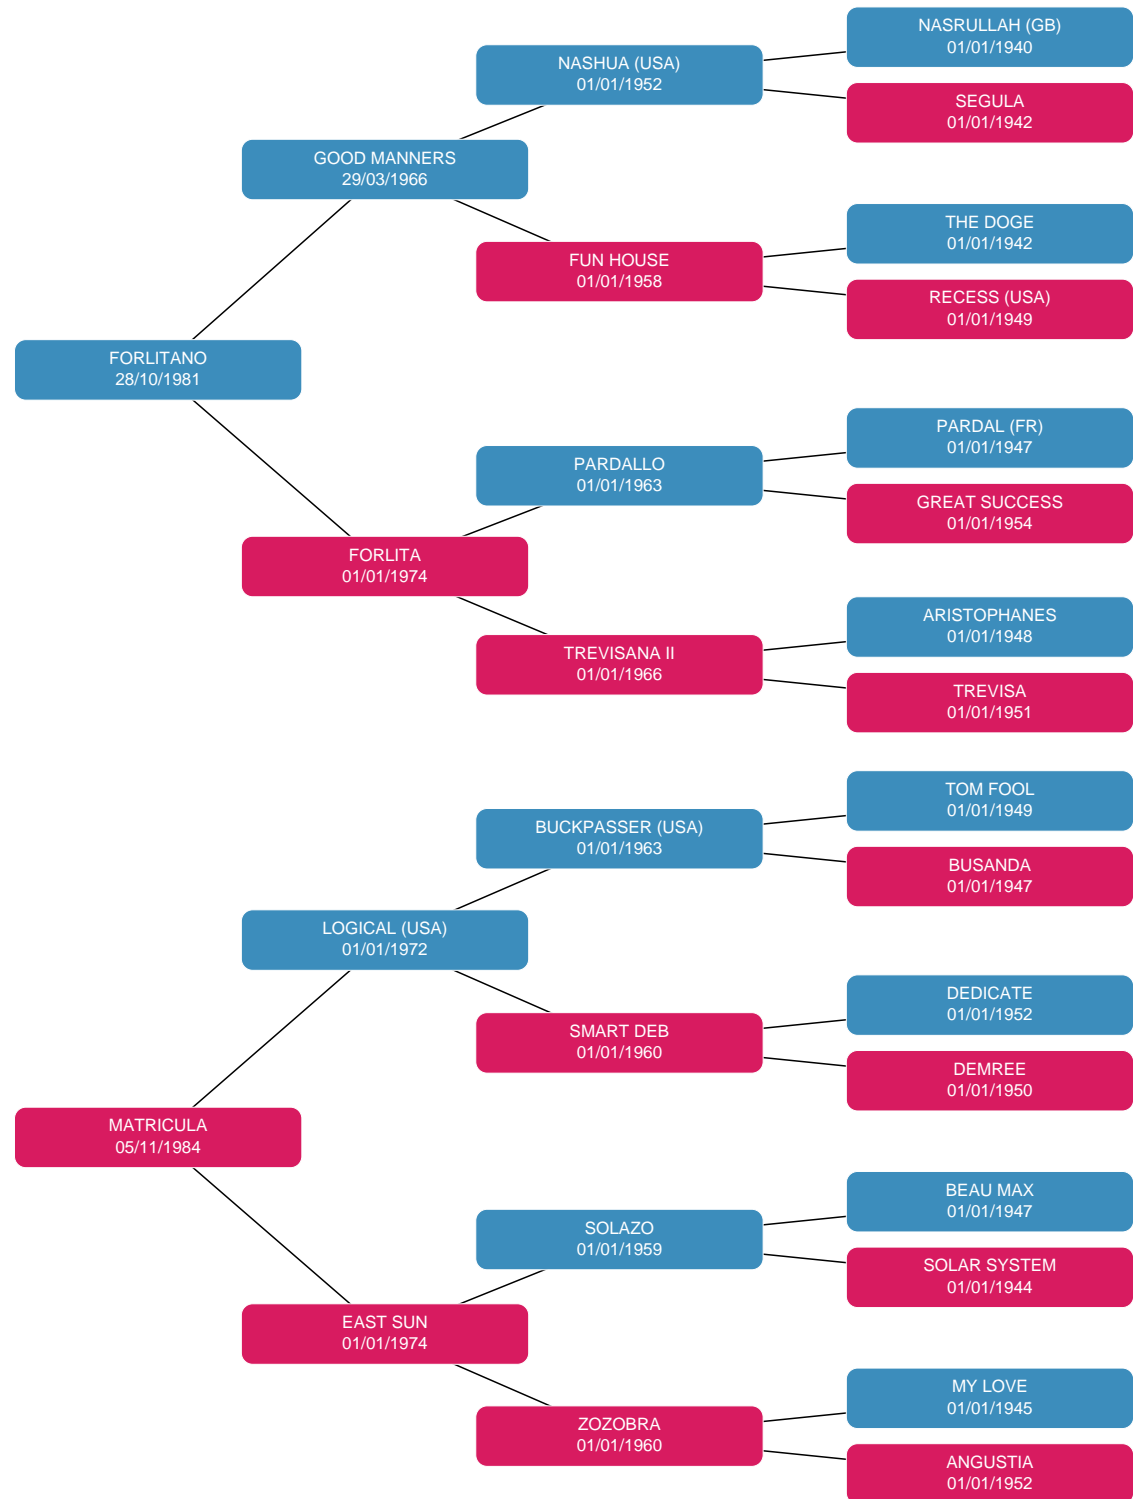 NASRULLAH (GB)
01/01/1940
NASHUA (USA)
01/01/1952
SEGULA
01/01/1942
GOOD MANNERS
29/03/1966
THE DOGE
01/01/1942
FUN HOUSE
01/01/1958
RECESS (USA)
01/01/1949
FORLITANO
28/10/1981
PARDAL (FR)
01/01/1947
PARDALLO
01/01/1963
GREAT SUCCESS
01/01/1954
FORLITA
01/01/1974
ARISTOPHANES
01/01/1948
TREVISANA II
01/01/1966
TREVISA
01/01/1951
TOM FOOL
01/01/1949
BUCKPASSER (USA)
01/01/1963
BUSANDA
01/01/1947
LOGICAL (USA)
01/01/1972
DEDICATE
01/01/1952
SMART DEB
01/01/1960
DEMREE
01/01/1950
MATRICULA
05/11/1984
BEAU MAX
01/01/1947
SOLAZO
01/01/1959
SOLAR SYSTEM
01/01/1944
EAST SUN
01/01/1974
MY LOVE
01/01/1945
ZOZOBRA
01/01/1960
ANGUSTIA
01/01/1952